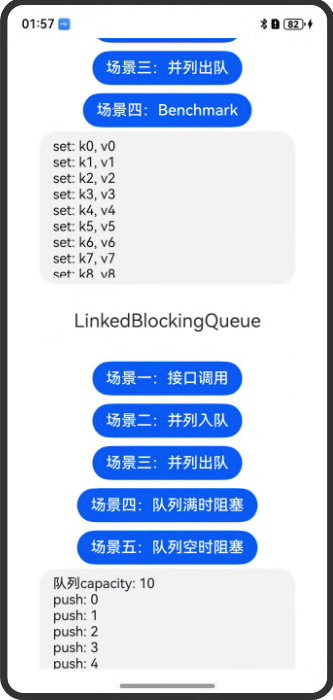 01:57
82
场景三：并列出队
场景四：Benchmark
set: k0, v0
set: k1, v1
set: k2, v2
set: k3, v3
set: k4, v4
set: k5, v5
set: k6, v6
set: k7, v7
set: k8, v8
LinkedBlockingQueue
场景一：接口调用
场景二：并列入队
场景三：并列出队
场景四：队列满时阻塞
场景五：队列空时阻塞
队列capacity: 10
push: 0
push: 1
push: 2
push: 3
push: 4